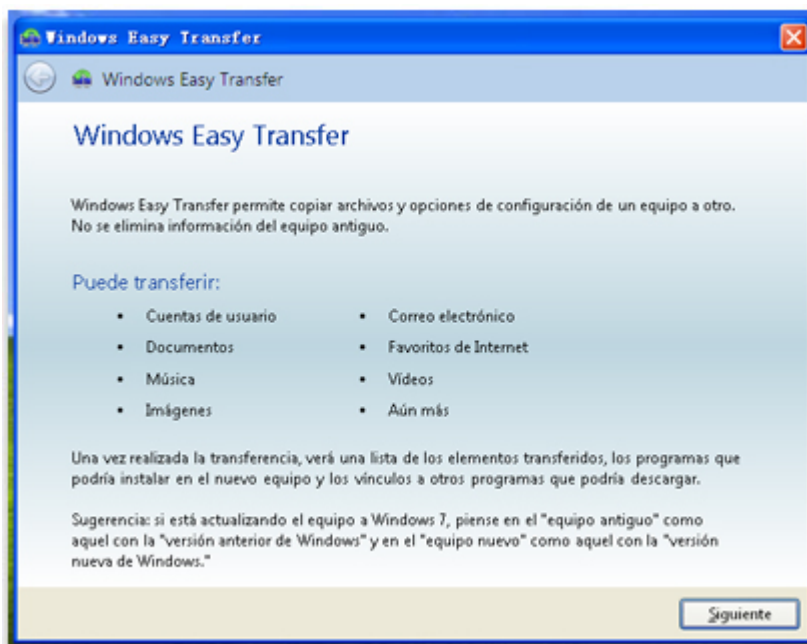 Windows Easy Transfer
Windows Easy Transfer
Windows Easy Transfer
Windows Easy Transfer permite copiar archivos y opciones de configuración de un equipo a otro.
No se elimina información del equipo antiguo.
Puede transferir:
• Cuentas de usuario
• Correo electrónico
• Documentos
• Favoritos de Internet
• Música
• Vídeos
• Imágenes
• Aún más
Una vez realizada la transferencia, verá una lista de los elementos transferidos, los programas que
podría instalar en el nuevo equipo y los vínculos a otros programas que podría descargar.
Sugerencia: si está actualizando el equipo a Windows 7, piense en el "equipo antiguo" como
aquel con la "versión anterior de Windows" y en el "equipo nuevo" como aquel con la "versión
nueva de Windows."
Siguiente